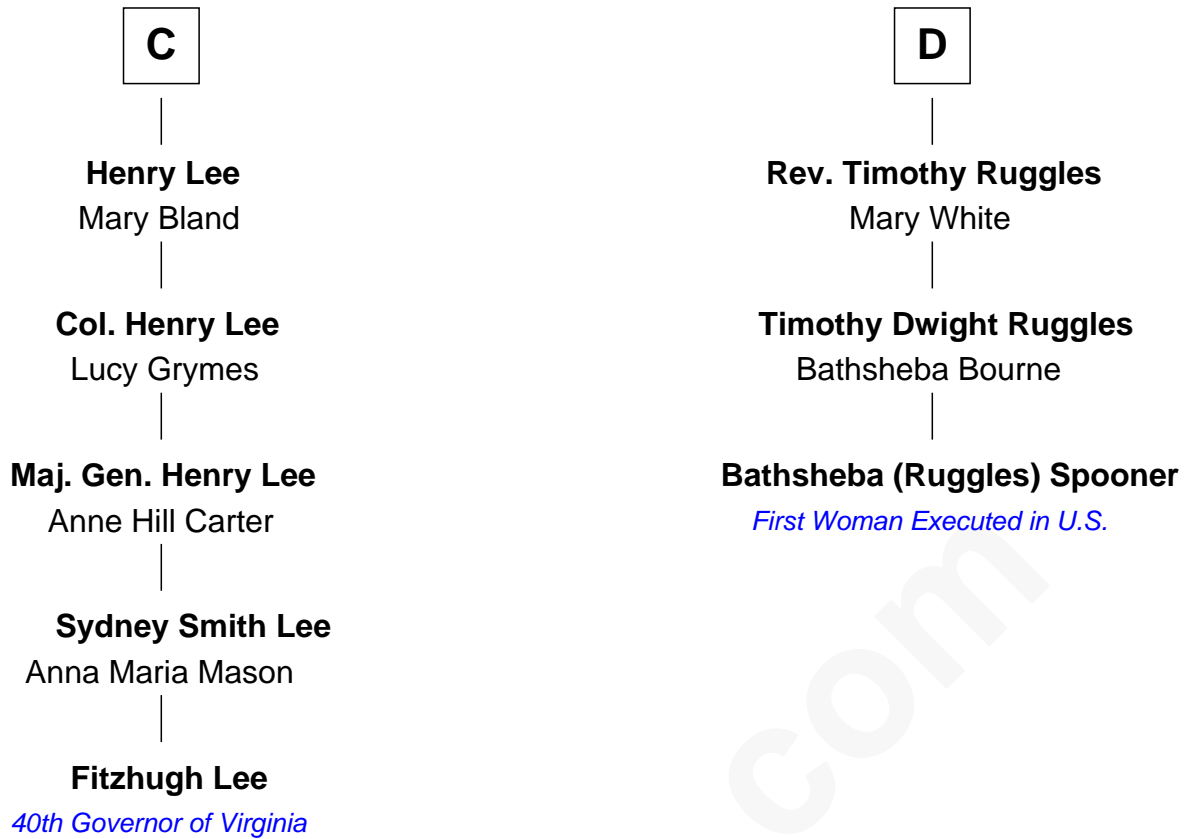 C
Henry Lee
Mary Bland
Col. Henry Lee
Lucy Grymes
Maj. Gen. Henry Lee
Anne Hill Carter
Sydney Smith Lee
Anna Maria Mason
Fitzhugh Lee
40th Governor of Virginia
D
Rev. Timothy Ruggles
Mary White
Timothy Dwight Ruggles
Bathsheba Bourne
Bathsheba (Ruggles) Spooner
First Woman Executed in U.S.
com